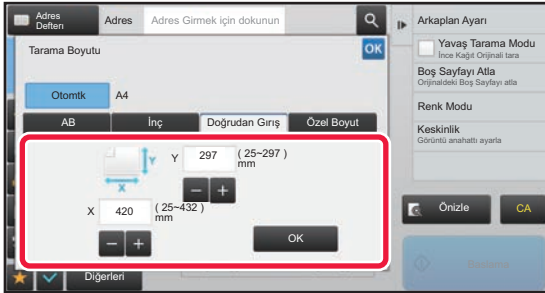 Adres
Defteri
Adres
Adres Girmek için dokunun
Tarama Boyutu
OK
Otomtk
A4
AB
İnç
Doğrudan Giriş
Özel Boyut
Y
X
Y
297
( 25~297 )
mm
X
420
( 25~432 )
mm
OK
Diğerleri
Arkaplan Ayarı
Yavaş Tarama Modu
İnce Kağıt Orijinali tara
Boş Sayfayı Atla
Orijinaldeki Boş Sayfayı atla
Renk Modu
Keskinlik
Görüntü anahattı ayarla
Önizle
CA